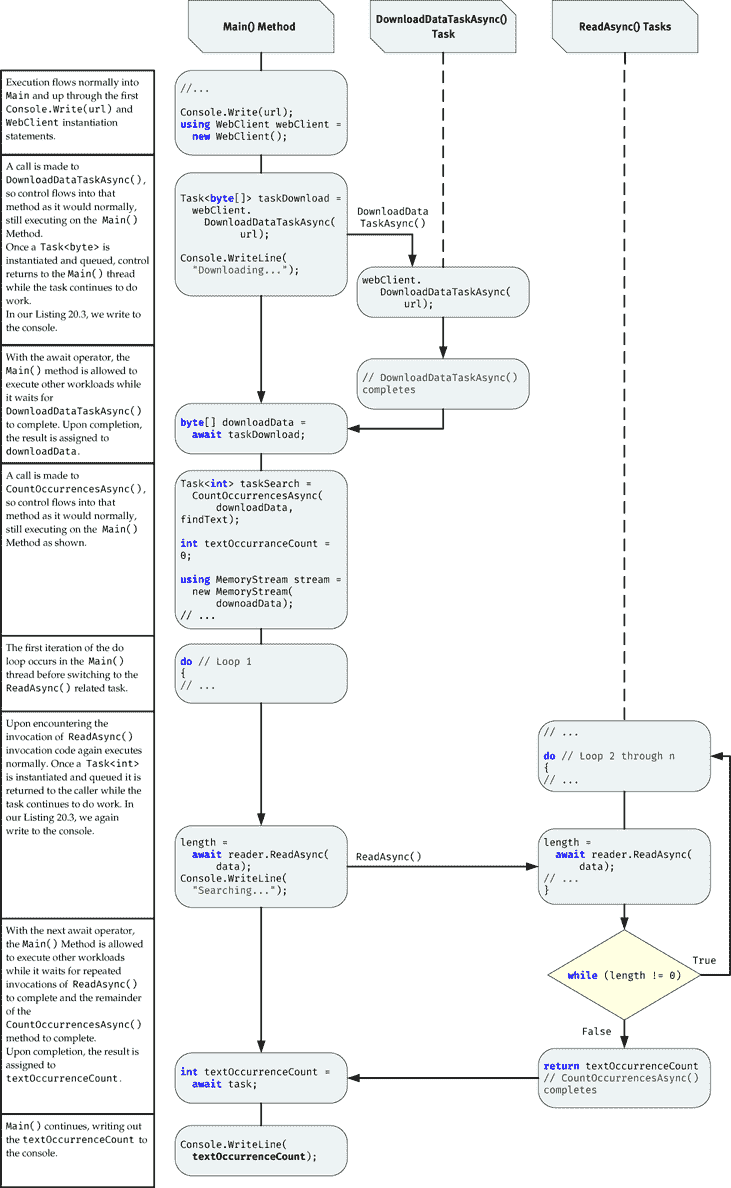 Main() Method
DownloadDataTaskAsync()
Task
ReadAsync() Tasks
Execution flows normally into
Main and up through the first
Console.Write(url) and
WebClient instantiation
statements.
//...
Console.Write(url);
using WebClient webClient =
new WebClient();
A call is made to
DownloadDataTaskAsync(),
so control flows into that
method as it would normally,
still executing on the Main()
Method.
Once a Task<byte> is
instantiated and queued, control
returns to the Main() thread
while the task continues to do
work.
In our Listing 20.3, we write to
the console.
Task<byte[]> taskDownload =
webClient.
DownloadDataTaskAsync(
url);
Console.WriteLine(
"Downloading...");
DownloadData
TaskAsync()
webClient.
DownloadDataTaskAsync(
url);
With the await operator, the
Main() method is allowed to
execute other workloads while
it waits for
DownloadDataTaskAsync()
to complete. Upon completion,
the result is assigned to
downloadData.
// DownloadDataTaskAsync()
completes
byte[] downloadData =
await taskDownload;
A call is made to
CountOccurrencesAsync(),
so control flows into that
method as it would normally,
still executing on the Main()
Method as shown.
Task<int> taskSearch =
CountOccurrencesAsync(
downloadData,
findText);
int textOccurranceCount =
0;
using MemoryStream stream =
new MemoryStream(
downoadData);
// ...
The first iteration of the do
loop occurs in the Main()
thread before switching to the
ReadAsync() related task.
do // Loop 1
{
// ...
Upon encountering the
invocation of ReadAsync()
invocation code again executes
normally. Once a Task<int>
is instantiated and queued it is
returned to the caller while the
task continues to do work. In
our Listing 20.3, we again
write to the console.
// ...
do // Loop 2 through n
{
// ...
length =
await reader.ReadAsync(
data);
Console.WriteLine(
"Searching...");
ReadAsync()
length =
await reader.ReadAsync(
data);
// ...
}
With the next await operator,
the Main() Method is allowed
to execute other workloads
while it waits for repeated
invocations of ReadAsync()
to complete and the remainder
of the
CountOccurrencesAsync()
method to complete.
Upon completion, the result is
assigned to
textOccurrenceCount.
while (length != 0)
True
False
int textOccurrenceCount =
await task;
return textOccurrenceCount
// CountOccurrencesAsync()
completes
Main() continues, writing out
the textOccurrenceCount to
the console.
Console.WriteLine(
textOccurrenceCount);